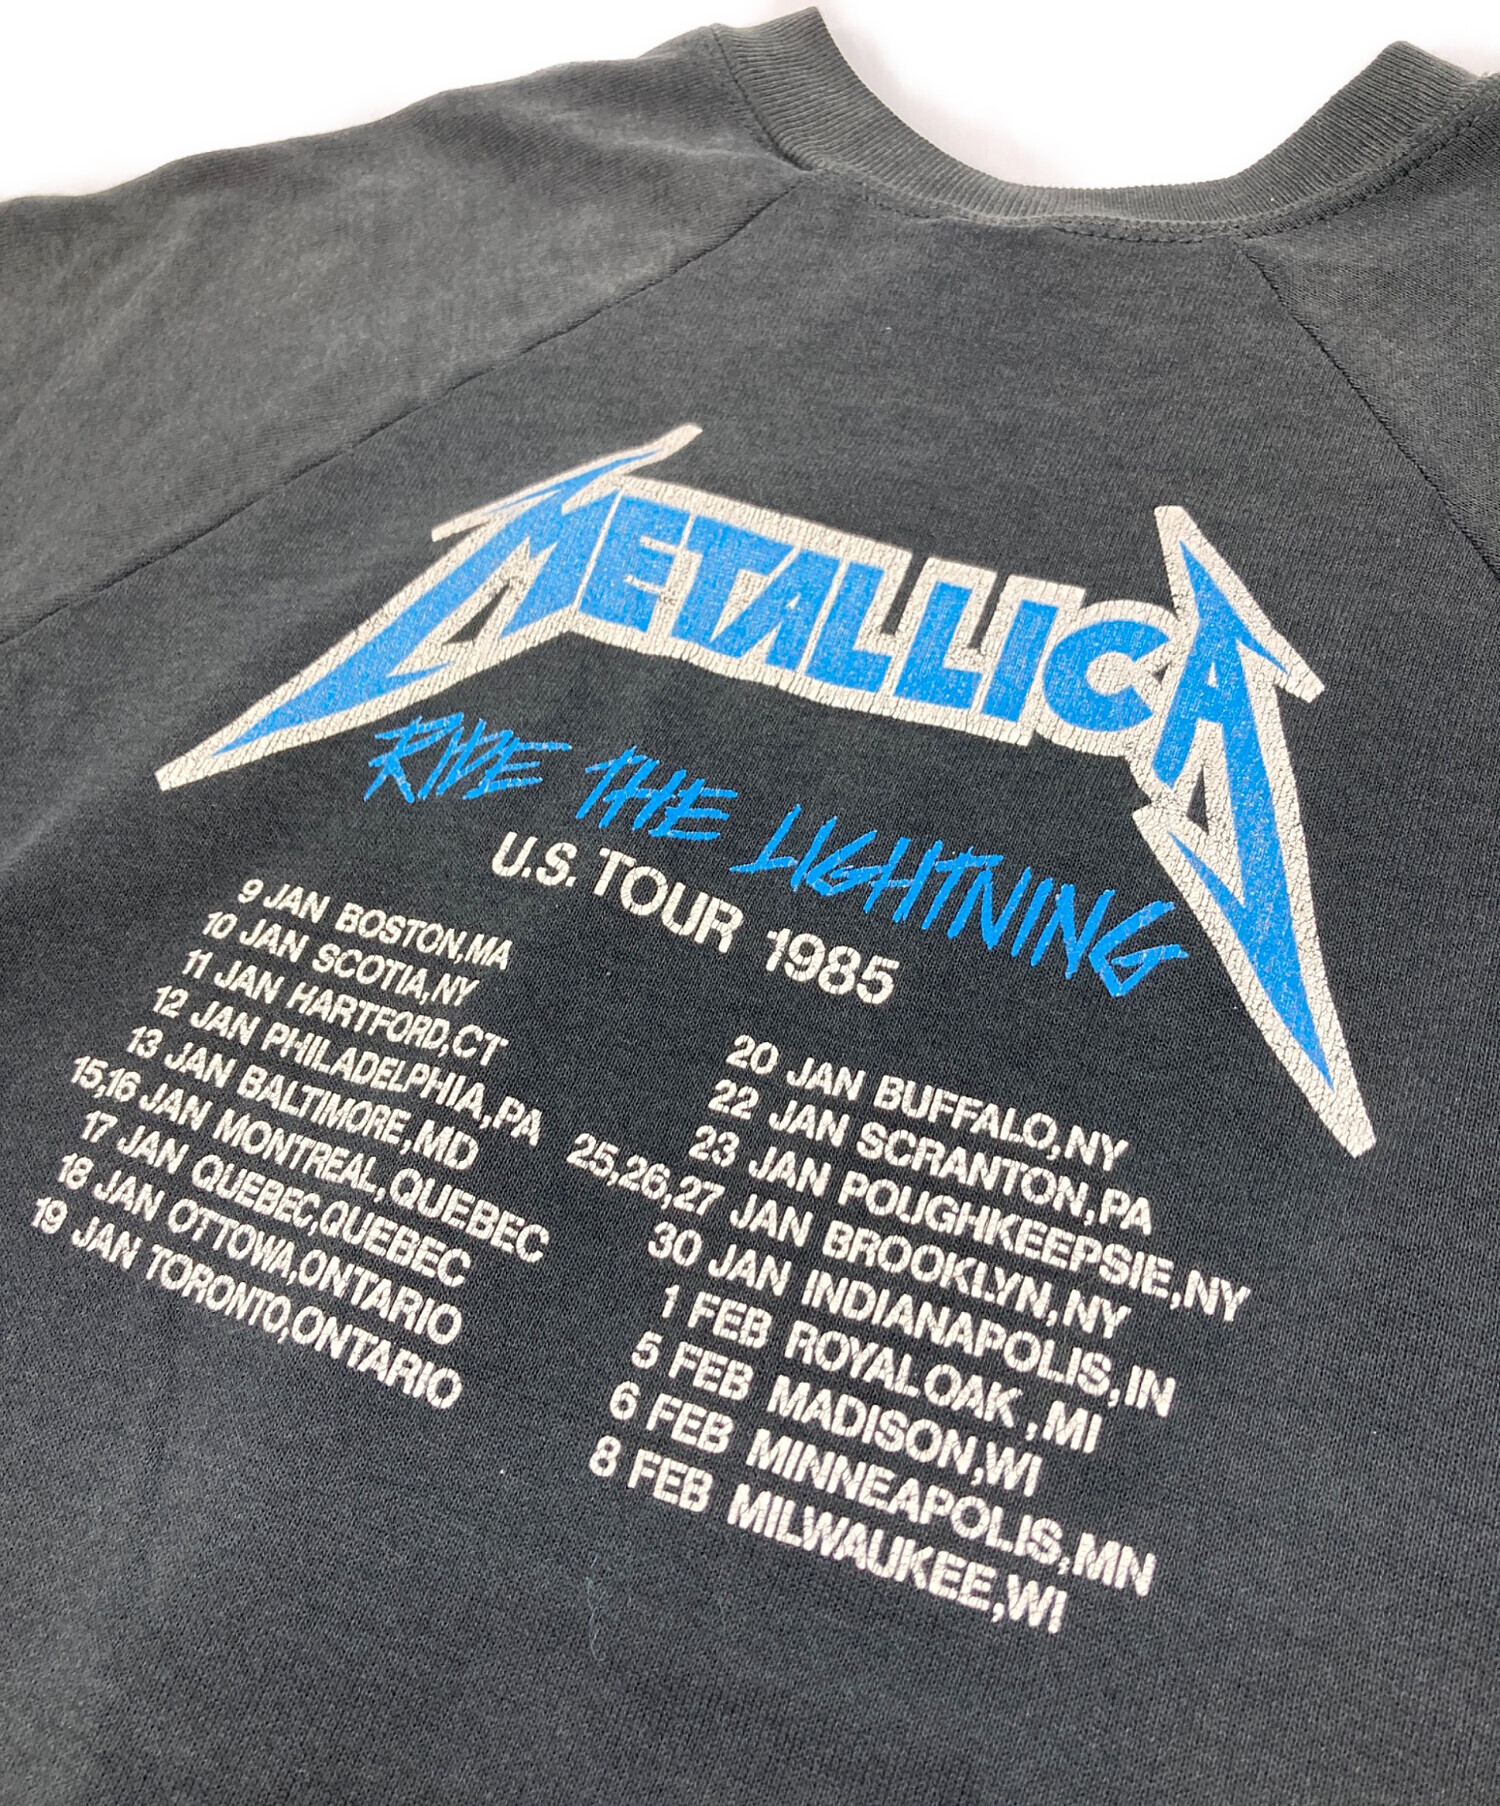 METALLICA
RIDE THE LIGHTNING
U.S. TOUR 1985
9 JAN BOSTON,MA
10 JAN SCOTIA,NY
11 JAN HARTFORD,CT
12 JAN PHILADELPHIA,PA
13 JAN BALTIMORE,MD
15,16 JAN MONTREAL,QUEBEC
17 JAN QUEBEC,QUEBEC
18 JAN OTTOWA,ONTARIO
19 JAN TORONTO,ONTARIO
20 JAN BUFFALO,NY
22 JAN SCRANTON,PA
23 JAN POUGHKEEPSIE,NY
25,26,27 JAN BROOKLYN,NY
30 JAN INDIANAPOLIS,IN
1 FEB ROYAL OAK , MI
5 FEB MADISON,WI
6 FEB MINNEAPOLIS,MN
8 FEB MILWAUKEE,WI